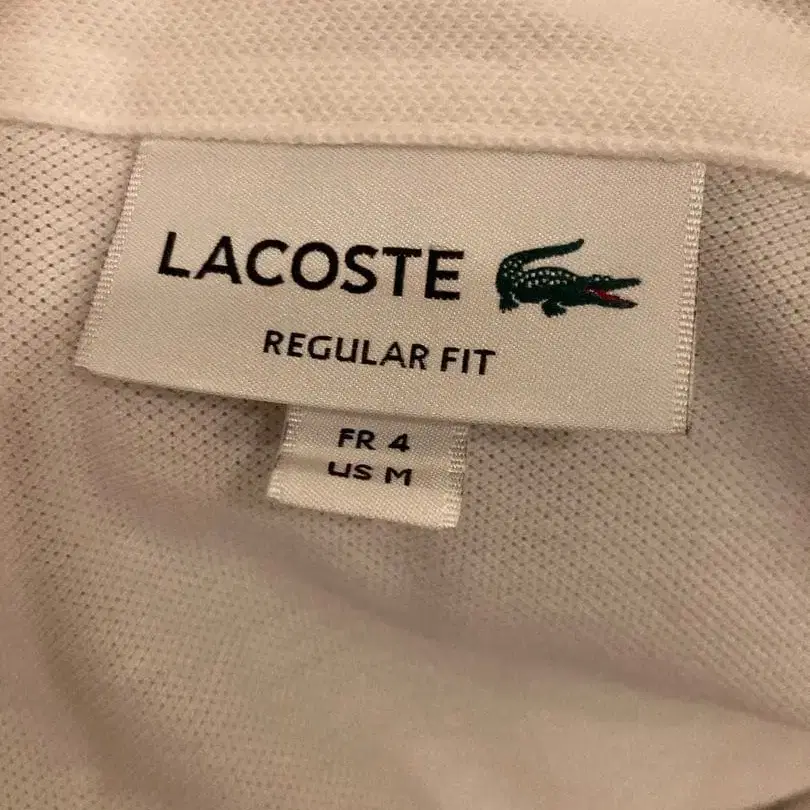 LACOSTE
REGULAR FIT
FR 4
US M